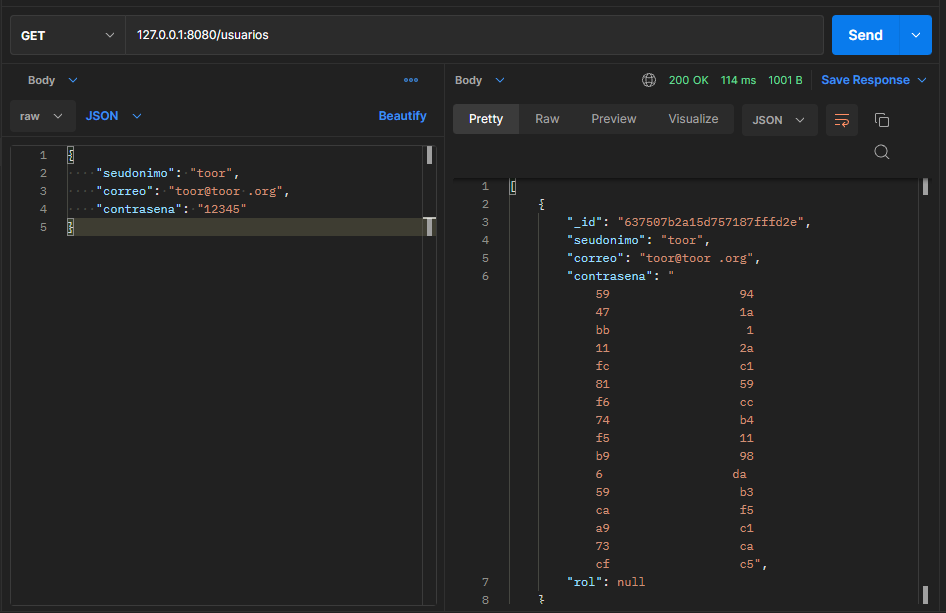 GET 127.0.0.1:8080/usuarios Send
Body
raw JSON Beautify
1 {
2 "seudonimo": "toor",
3 "correo": "toor@toor .org",
4 "contrasena": "12345"
5 }
Body 200 OK 114 ms 1001 B Save Response
Pretty Raw Preview Visualize JSON
1 [
2 {
3 "_id": "637507b2a15d757187fffd2e",
4 "seudonimo": "toor",
5 "correo": "toor@toor .org",
6 "contrasena": "
59 94
47 1a
bb 1
11 2a
fc c1
81 59
f6 cc
74 b4
f5 11
b9 98
6 da
59 b3
ca f5
a9 c1
73 ca
cf c5",
7 "rol": null
8 }